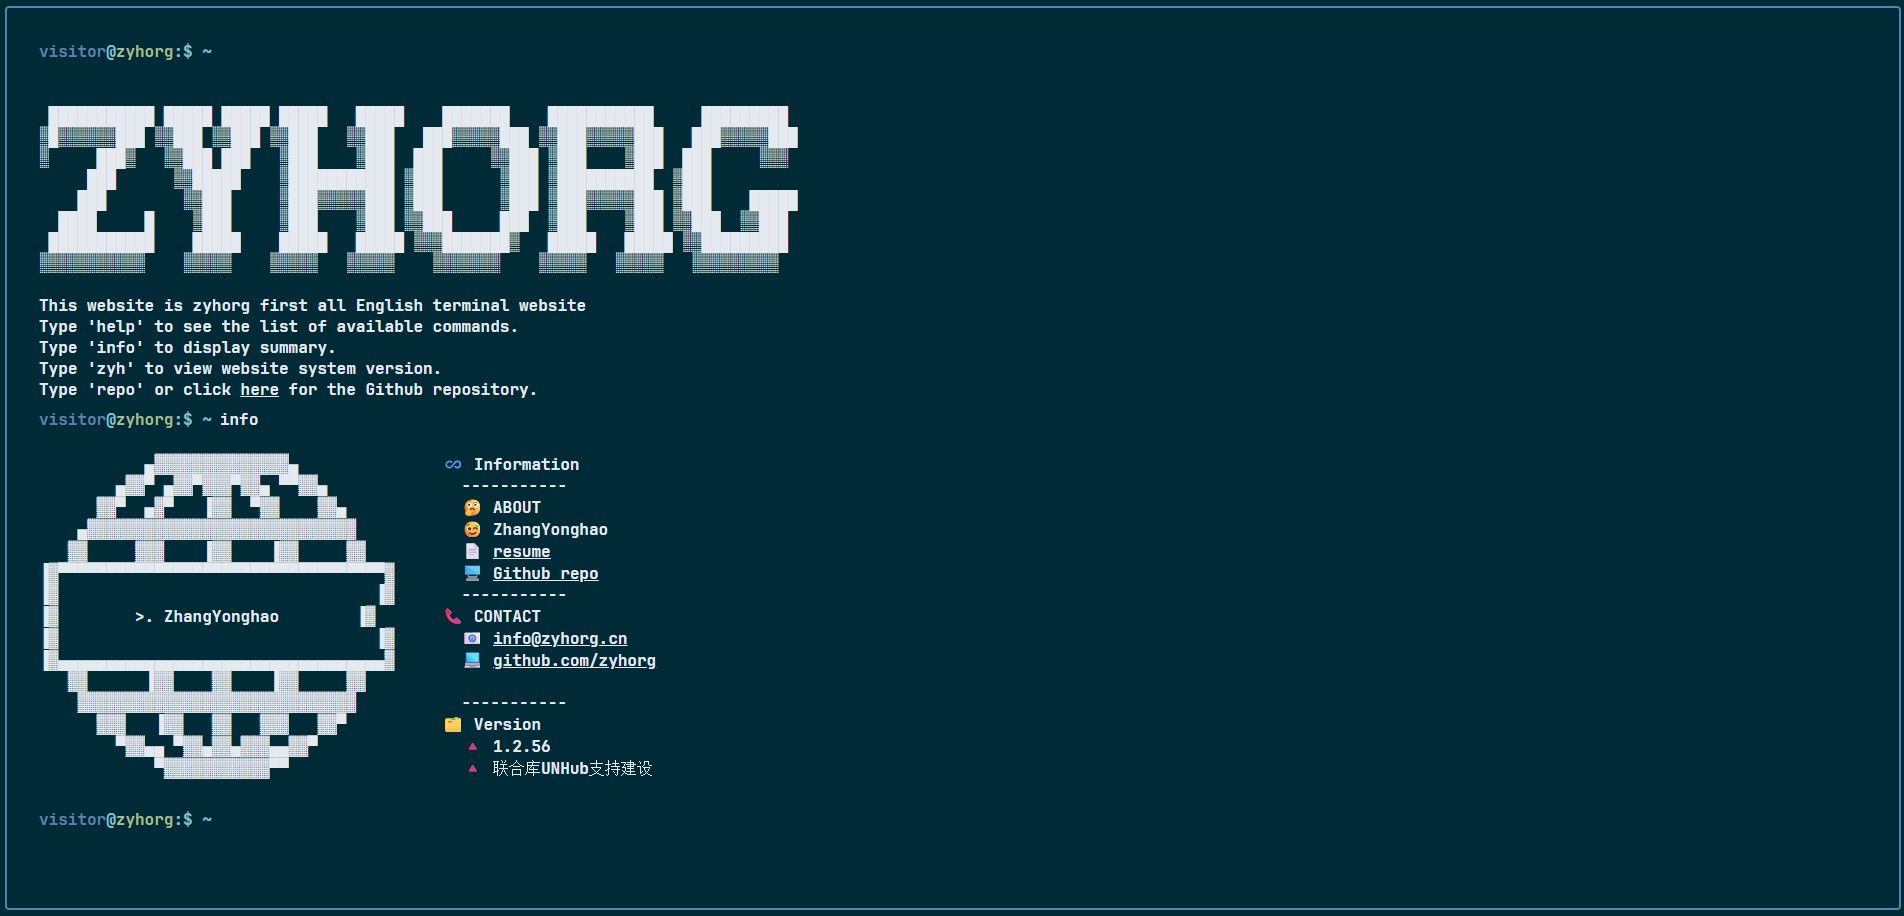 visitor@zyhorg:$ ~
ZYHORG
This website is zyhorg first all English terminal website
Type 'help' to see the list of available commands.
Type 'info' to display summary.
Type 'zyh' to view website system version.
Type 'repo' or click here for the Github repository.
visitor@zyhorg:$ ~ info
>. ZhangYonghao
Information
-----------
ABOUT
ZhangYonghao
resume
Github repo
-----------
CONTACT
info@zyhorg.cn
github.com/zyhorg
-----------
Version
1.2.56
联合库UNHub支持建设
visitor@zyhorg:$ ~